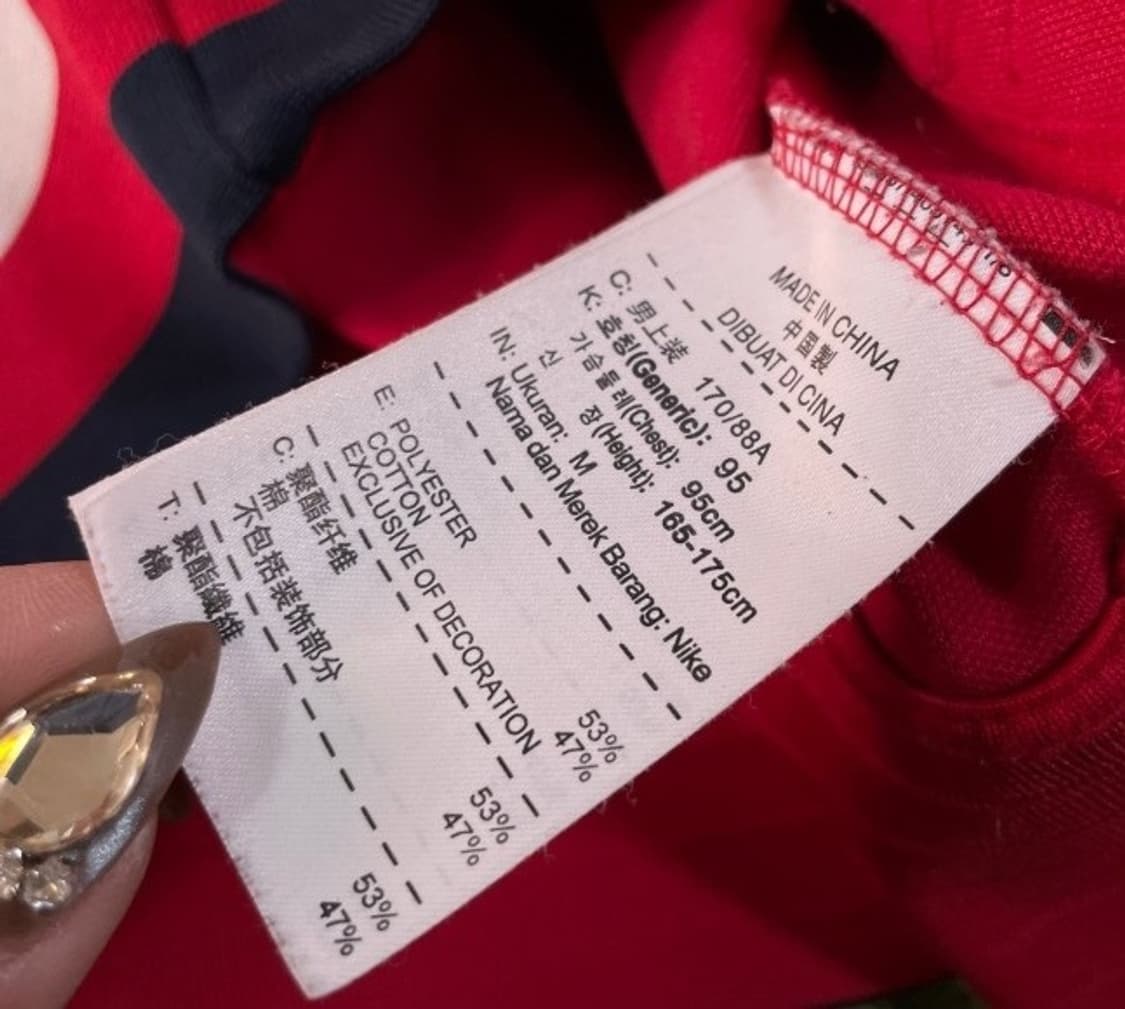 MADE IN CHINA
中国製
DIBUAT DI CINA
C: 男上装 170/88A
K: 호칭(Generic): 95
가슴둘레(Chest): 95cm
신 장(Height): 165-175cm
IN: Ukuran: M
Nama dan Merek Barang: Nike
E: POLYESTER 53%
COTTON 47%
EXCLUSIVE OF DECORATION
C: 聚酯纤维 53%
棉 47%
不包括装饰部分
T: 聚酯纖維 53%
棉 47%